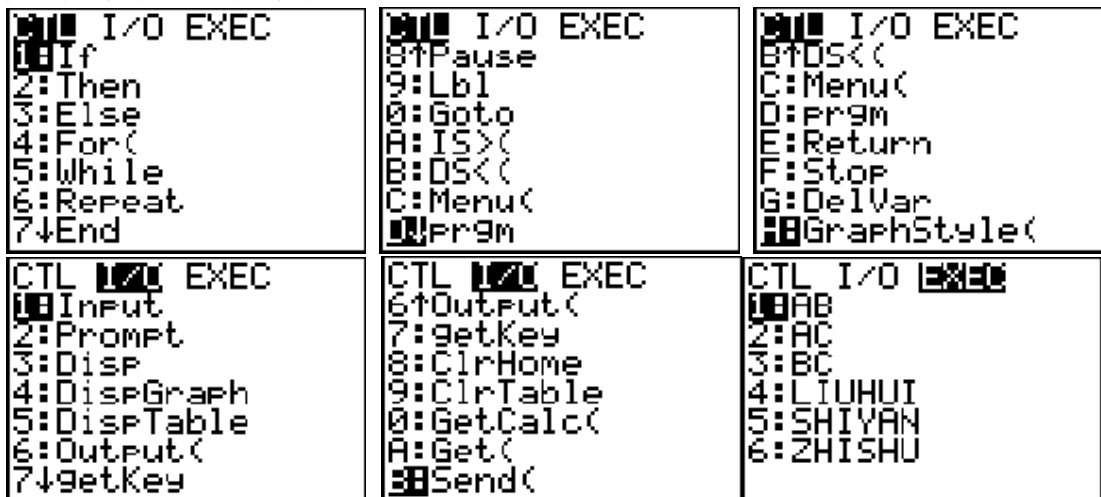 CTL I/O EXEC
1:If
2:Then
3:Else
4:For(
5:While
6:Repeat
7↓End
CTL I/O EXEC
8↑Pause
9:Lbl
0:Goto
A:IS>(
B:DS<(
C:Menu(
D↓prgm
CTL I/O EXEC
B↑DS<(
C:Menu(
D:prgm
E:Return
F:Stop
G:DelVar
H:GraphStyle(
CTL I/O EXEC
1:Input
2:Prompt
3:Disp
4:DispGraph
5:DispTable
6:Output(
7↓getKey
CTL I/O EXEC
6↑Output(
7:getKey
8:ClrHome
9:ClrTable
0:GetCalc(
A:Get(
B:Send(
CTL I/O EXEC
1:AB
2:AC
3:BC
4:LIUHUI
5:SHIYAN
6:ZHISHU